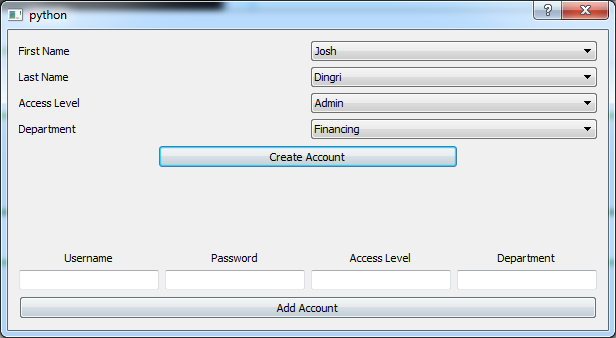 python
First Name Josh
Last Name Dingri
Access Level Admin
Department Financing
Create Account
Username Password Access Level Department
Add Account